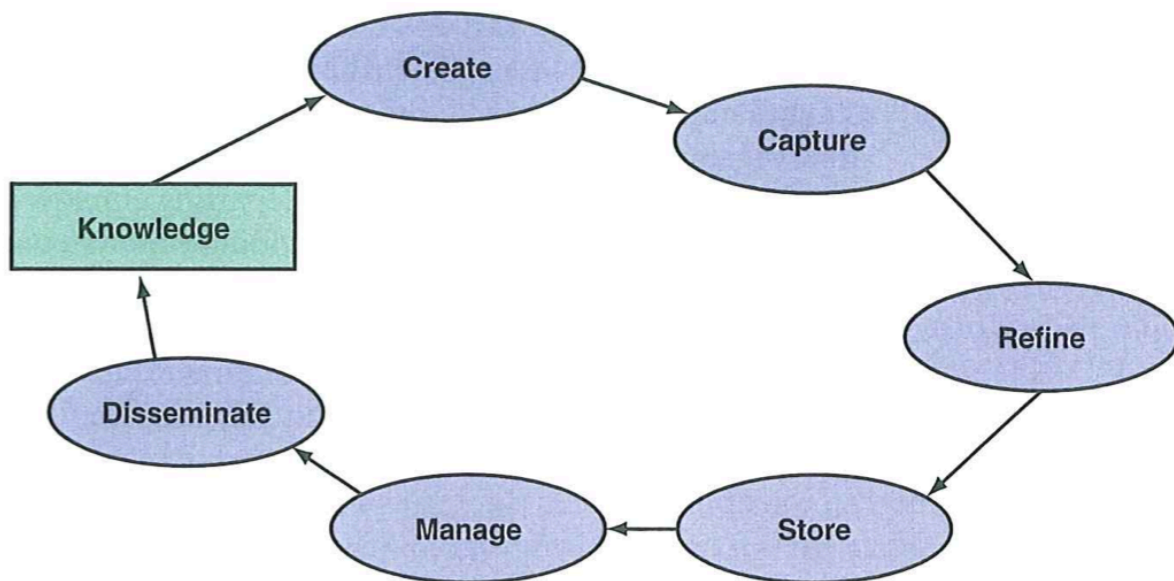 Create
Capture
Knowledge
Refine
Disseminate
Manage
Store